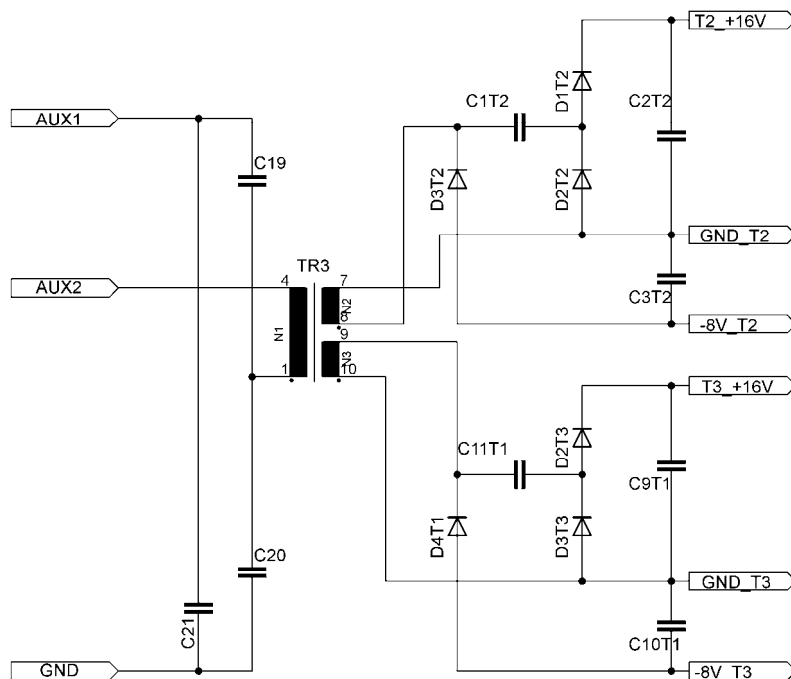 T2_+16V
D1T2
C1T2
C2T2
AUX1
C19
D3T2
D2T2
GND_T2
TR3
AUX2
4
7
C3T2
N2
8
-8V_T2
N1
9
N3
1
10
T3_+16V
D2T3
C11T1
C9T1
D4T1
D3T3
C20
GND_T3
C21
C10T1
GND
-8V_T3